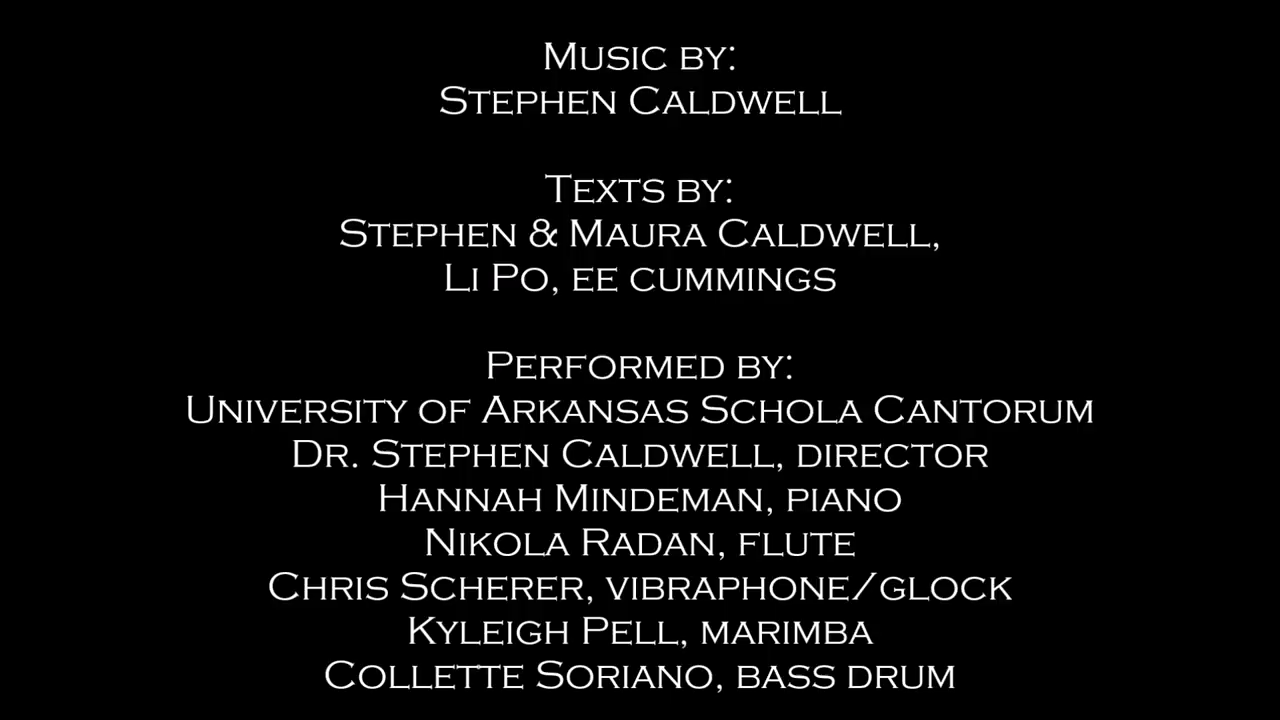 Music by:
Stephen Caldwell
Texts by:
Stephen & Maura Caldwell,
Li Po, ee cummings
Performed by:
University of Arkansas Schola Cantorum
Dr. Stephen Caldwell, director
Hannah Mindeman, piano
Nikola Radan, flute
Chris Scherer, vibraphone/glock
Kyleigh Pell, marimba
Collette Soriano, bass drum